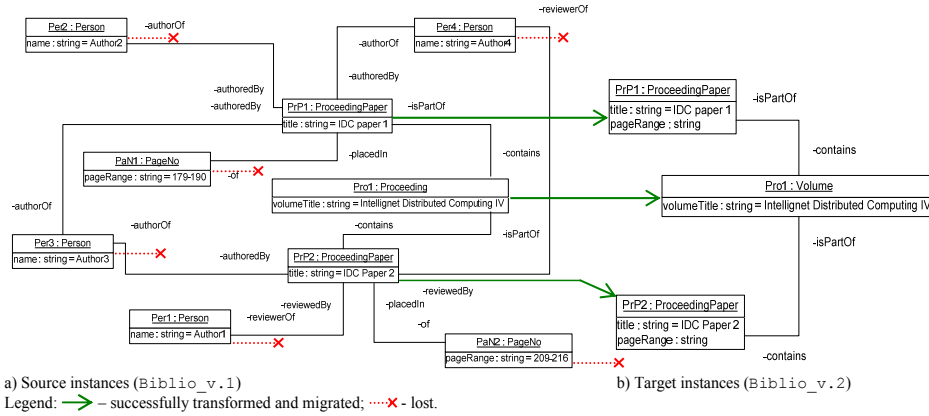 -reviewerOf
Per2 : Person
name : string = Author2
-authorOf
Per4 : Person
name : string = Author4
-authorOf
-authoredBy
-authoredBy
-authoredBy
PrP1 : ProceedingPaper
title : string = IDC paper 1
-isPartOf
PrP1 : ProceedingPaper
title : string = IDC paper 1
pageRange : string
-isPartOf
PaN1 : PageNo
pageRange : string = 179-190
-of
-placedIn
-contains
-contains
Pro1 : Proceeding
volumeTitle : string = Intellignet Distributed Computing IV
Pro1 : Volume
volumeTitle : string = Intellignet Distributed Computing IV
-authorOf
-authorOf
-contains
-isPartOf
-isPartOf
Per3 : Person
name : string = Author3
-authoredBy
PrP2 : ProceedingPaper
title : string = IDC Paper 2
-reviewedBy
-reviewedBy
-placedIn
PrP2 : ProceedingPaper
title : string = IDC Paper 2
pageRange : string
Per1 : Person
name : string = Author1
-reviewerOf
-of
PaN2 : PageNo
pageRange : string = 209-216
-contains
a) Source instances (Biblio_v.1)
b) Target instances (Biblio_v.2)
Legend: – successfully transformed and migrated; - lost.